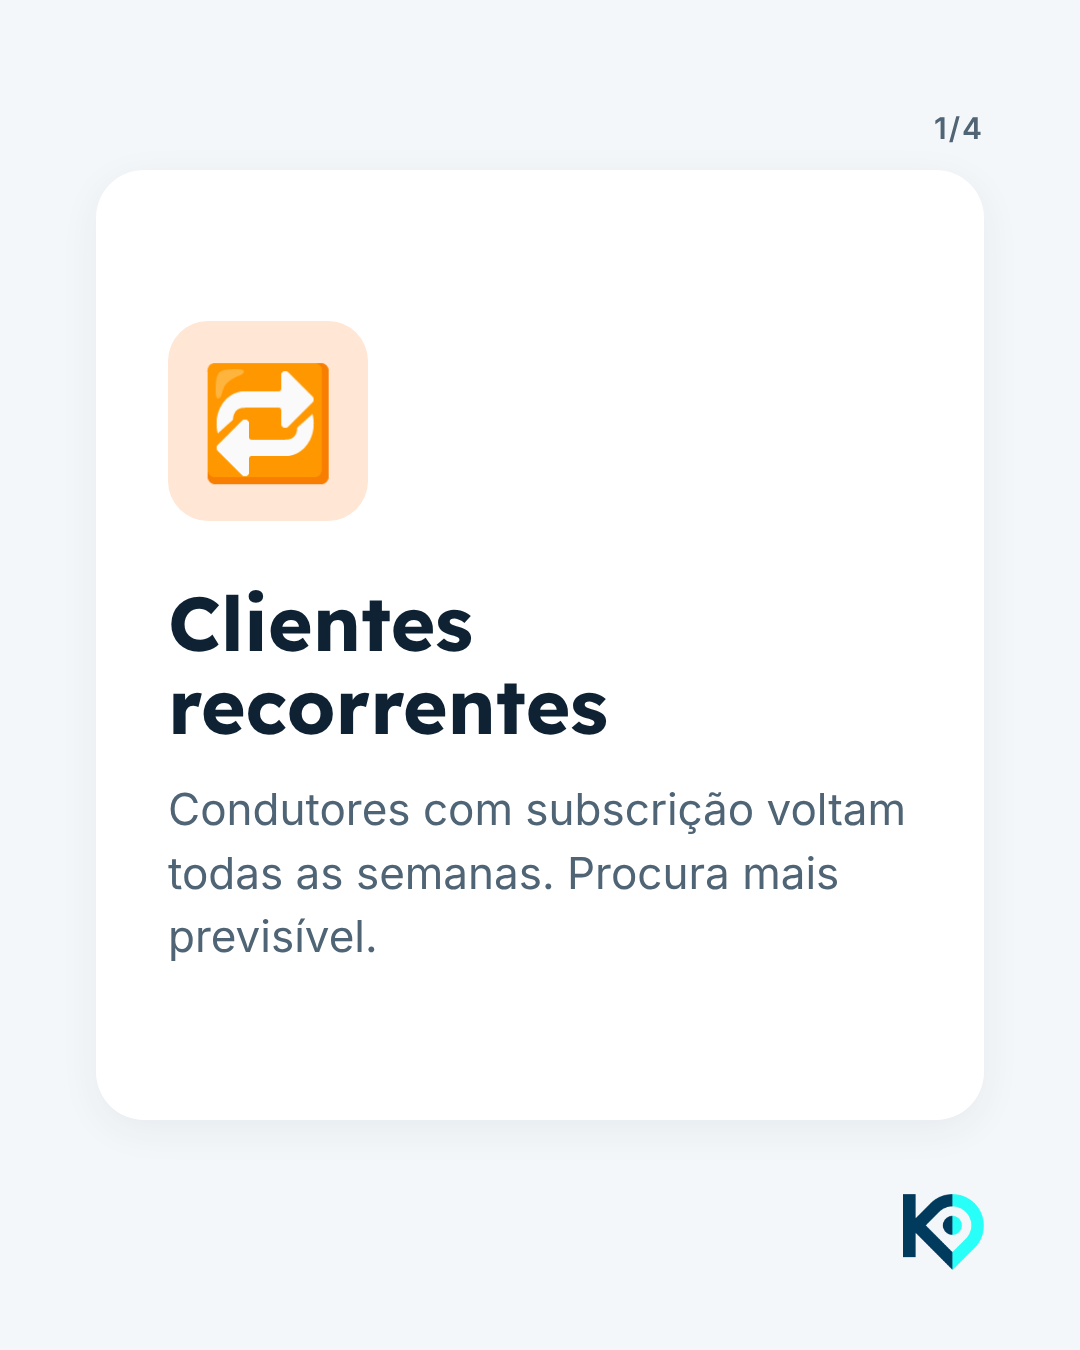 1/4
Clientes
recorrentes
Condutores com subscrição voltam
todas as semanas. Procura mais
previsível.